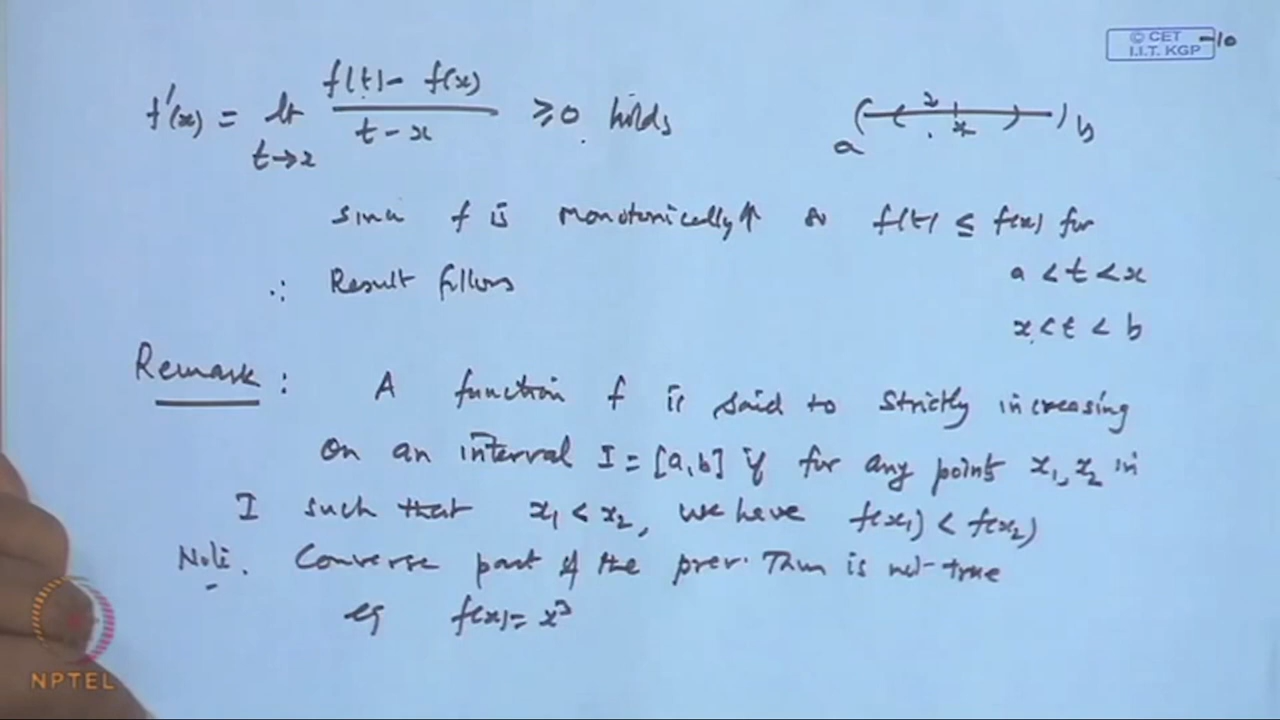 © CET
I.I.T. KGP
-10
f'(x) = lt t→x f(t) - f(x) / t - x ≥ 0 holds
a x b
since f is monotonically ↑ so f(t) ≤ f(x) for
a < t < x
∴ Result follows
x < t < b
Remark : A function f is said to strictly increasing
on an interval I = [a, b] if for any points x₁, x₂ in
I such that x₁ < x₂, we have f(x₁) < f(x₂)
Note. Converse part of the prev. Thm is not true
eg f(x) = x³
NPTEL